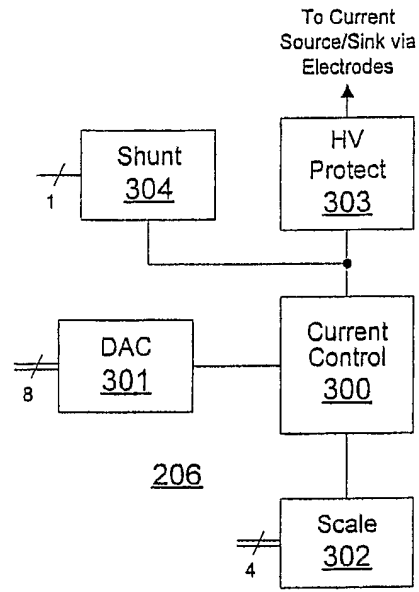 To Current
Source/Sink via
Electrodes
Shunt
304
1
HV
Protect
303
DAC
301
8
Current
Control
300
206
Scale
302
4